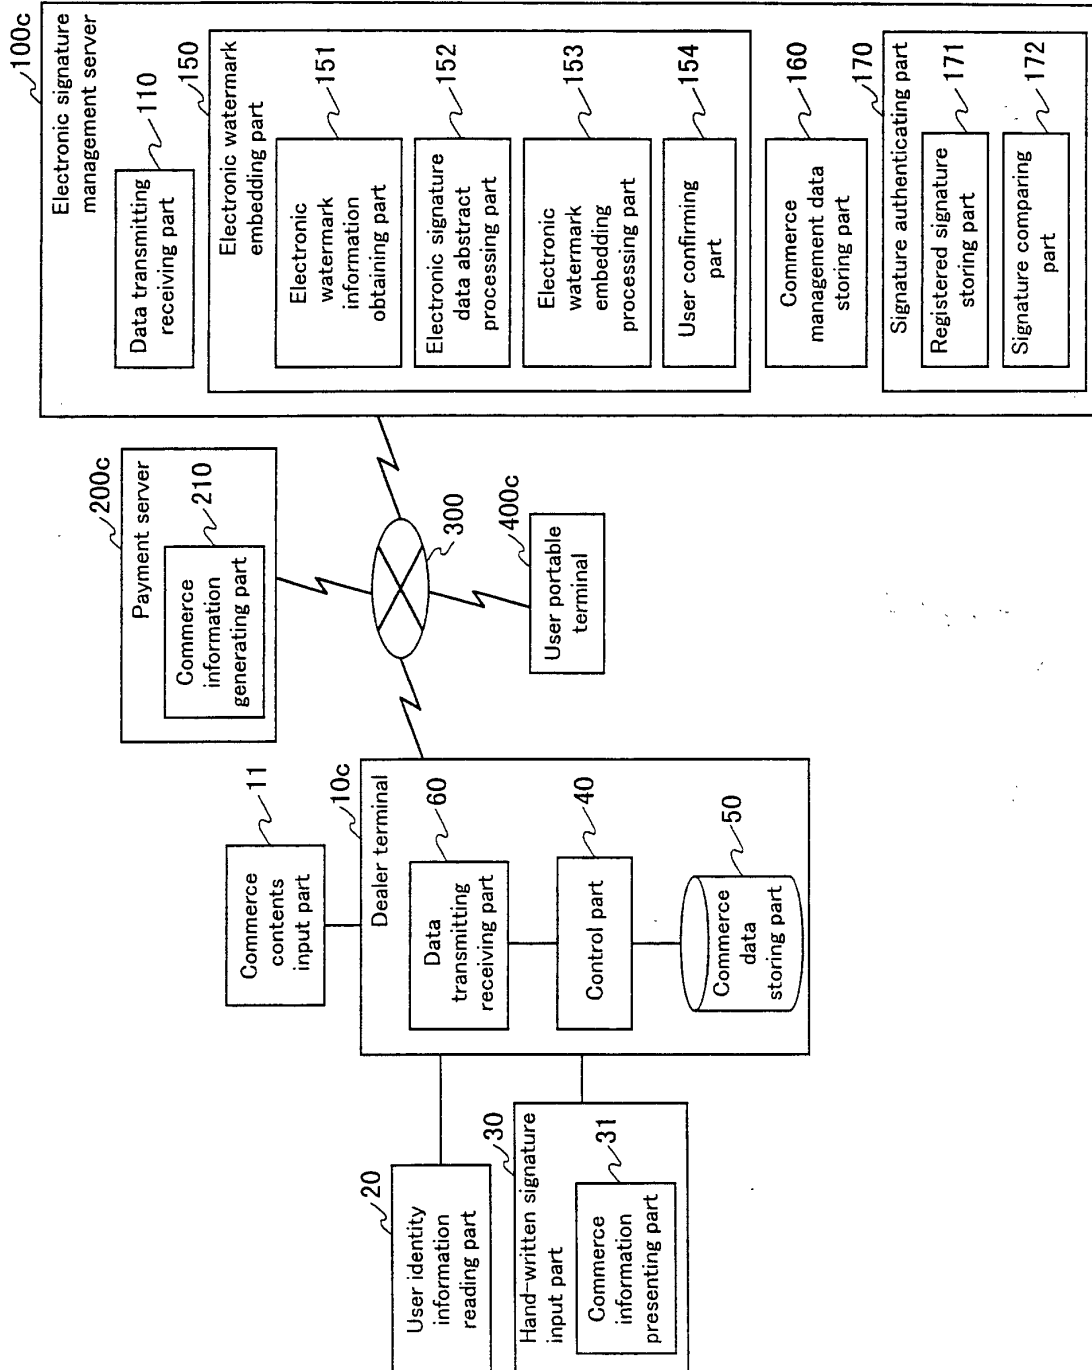 20
User identity
information
reading part
30
Hand-written signature
input part
31
Commerce
information
presenting part
11
Commerce
contents
input part
10c
Dealer terminal
60
Data
transmitting
receiving part
40
Control part
50
Commerce
data
storing part
200c
Payment server
210
Commerce
information
generating part
300
400c
User portable
terminal
100c
Electronic signature
management server
110
Data transmitting
receiving part
150
Electronic watermark
embedding part
151
Electronic
watermark
information
obtaining part
152
Electronic signature
data abstract
processing part
153
Electronic
watermark
embedding
processing part
154
User confirming
part
160
Commerce
management data
storing part
170
Signature authenticating part
171
Registered signature
storing part
172
Signature comparing
part